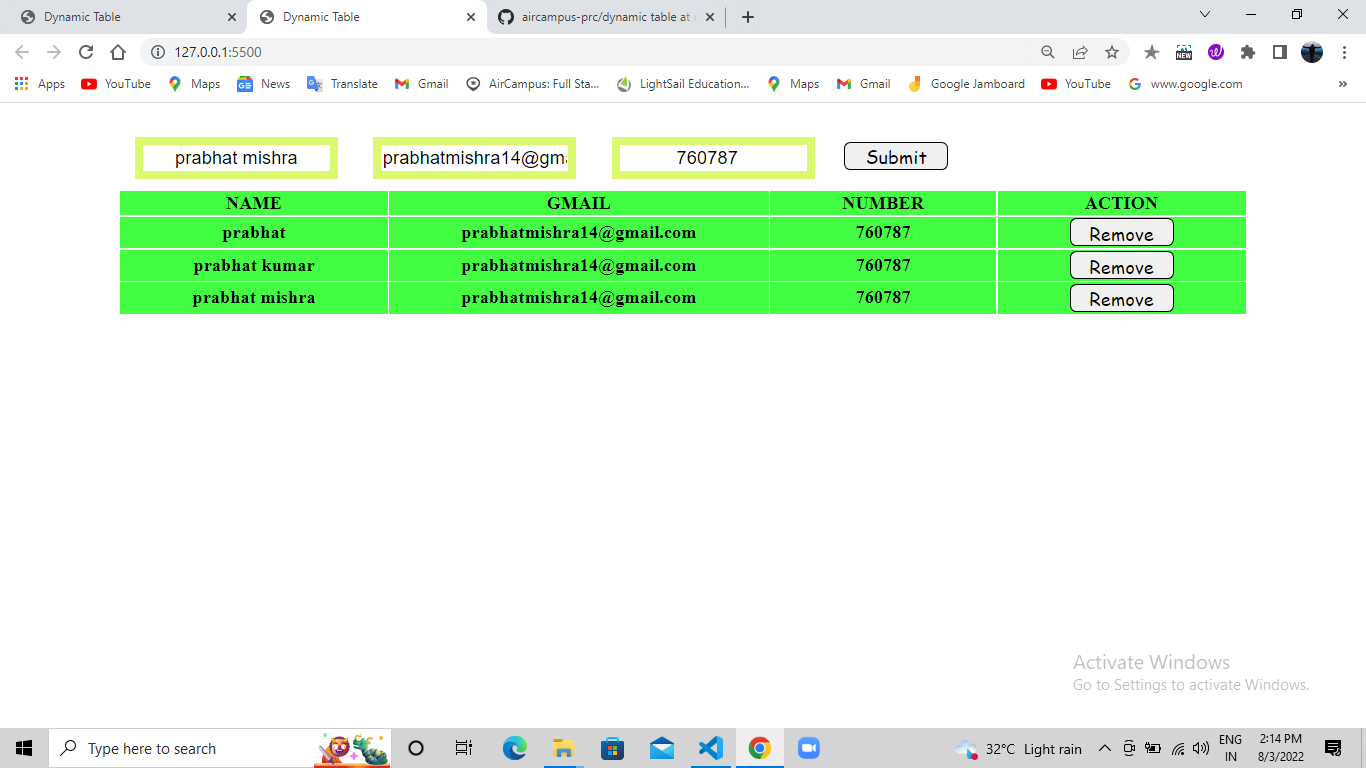 Dynamic Table
Dynamic Table
aircampus-prc/dynamic table at
127.0.0.1:5500
NEW
Apps
YouTube
Maps
News
Translate
Gmail
AirCampus: Full Sta...
LightSail Education...
Maps
Gmail
Google Jamboard
YouTube
www.google.com
»
prabhat mishra prabhatmishra14@gma 760787 Submit
NAME GMAIL NUMBER ACTION
prabhat prabhatmishra14@gmail.com 760787 Remove
prabhat kumar prabhatmishra14@gmail.com 760787 Remove
prabhat mishra prabhatmishra14@gmail.com 760787 Remove
Activate Windows
Go to Settings to activate Windows.
Type here to search
32°C Light rain
ENG
IN
2:14 PM
8/3/2022